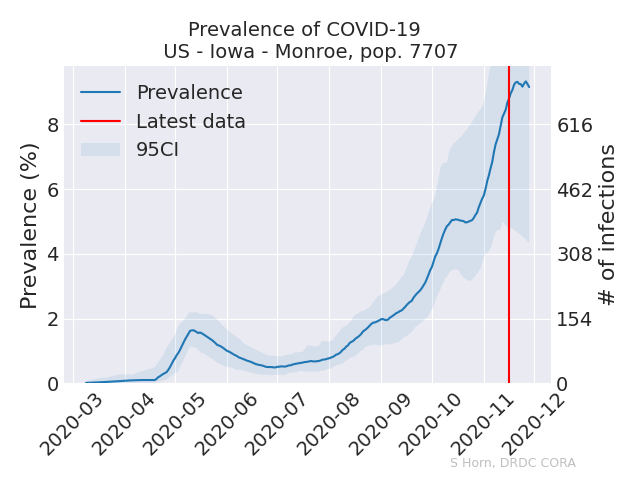 Prevalence of COVID-19
US - Iowa - Monroe, pop. 7707
Prevalence
Latest data
95CI
Prevalence (%)
8
6
4
2
0
616
462
308
154
0
# of infections
2020-03
2020-04
2020-05
2020-06
2020-07
2020-08
2020-09
2020-10
2020-11
2020-12
S Horn, DRDC CORA